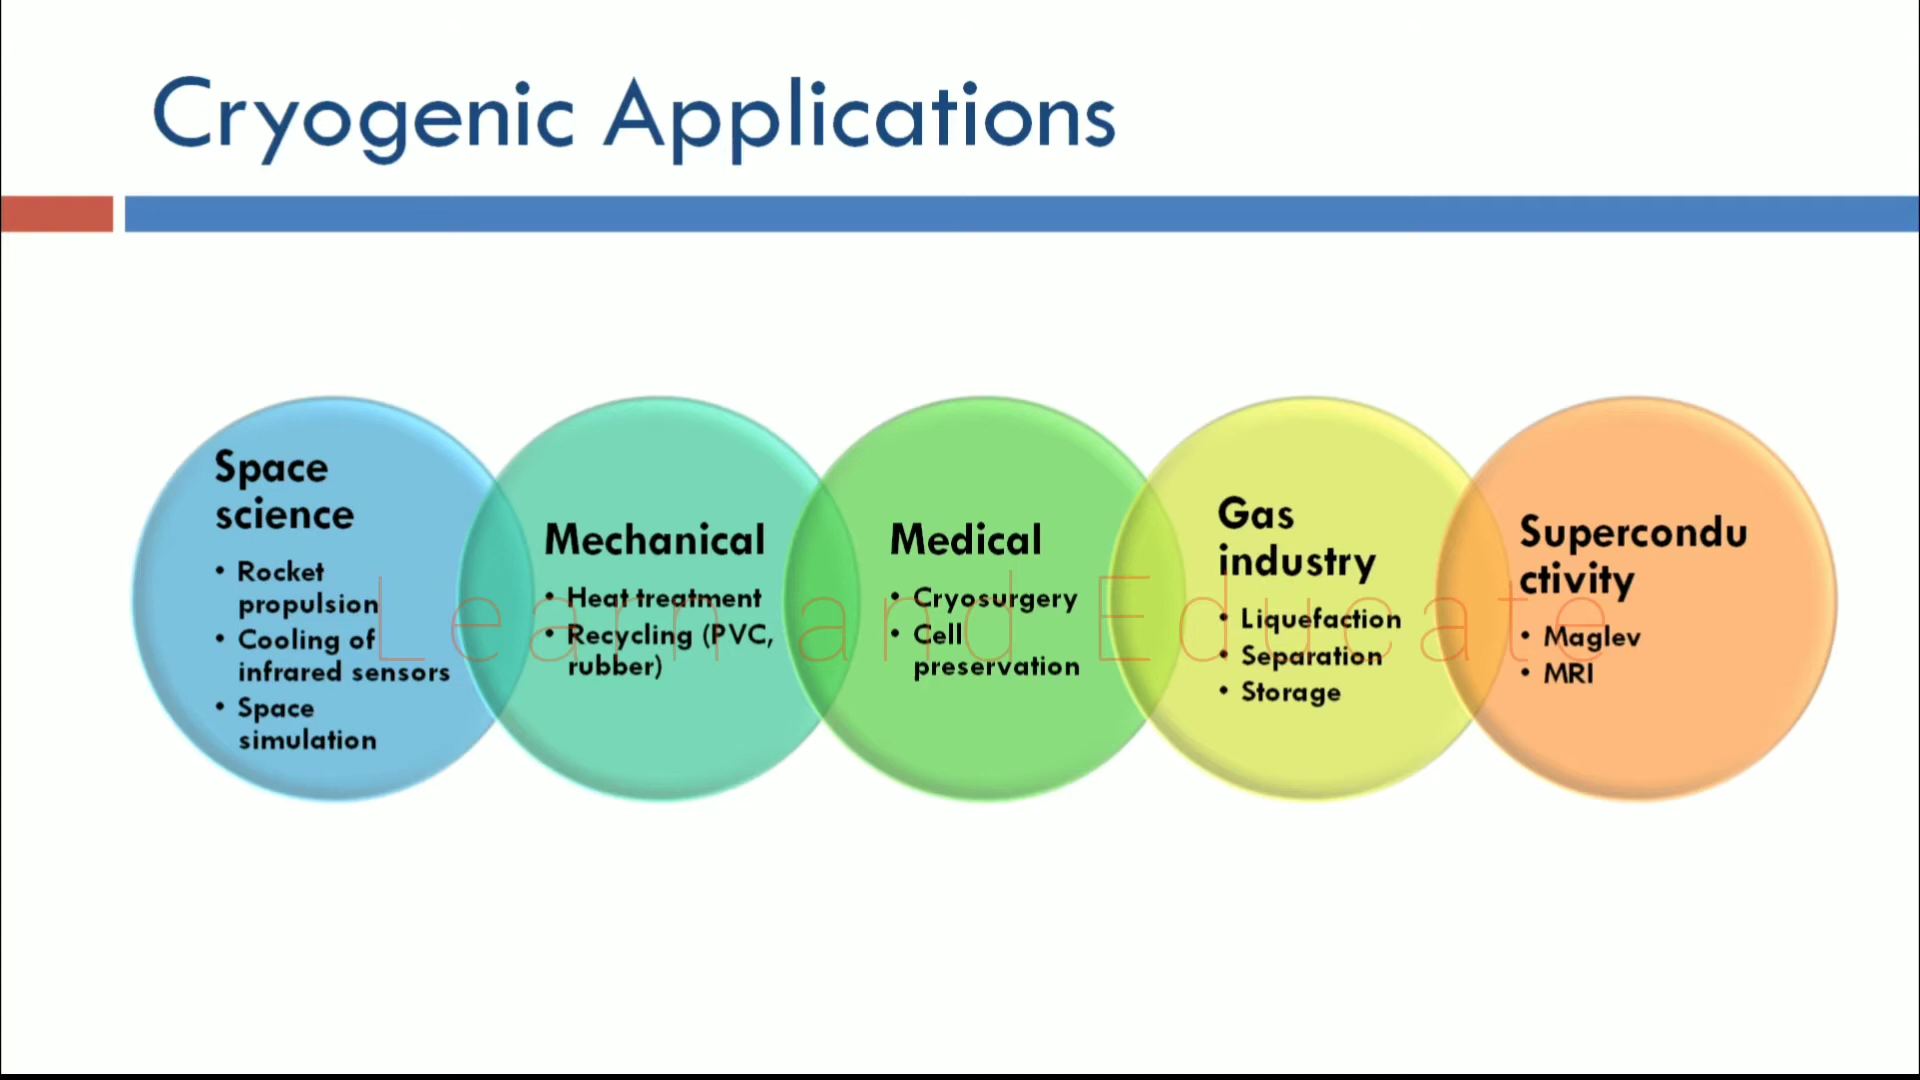 Cryogenic Applications
Space
science
• Rocket
propulsion
• Cooling of
infrared sensors
• Space
simulation
Mechanical
• Heat treatment
• Recycling (PVC,
rubber)
Medical
• Cryosurgery
• Cell
preservation
Gas
industry
• Liquefaction
• Separation
• Storage
Supercondu
ctivity
• Maglev
• MRI
Learn and Educate